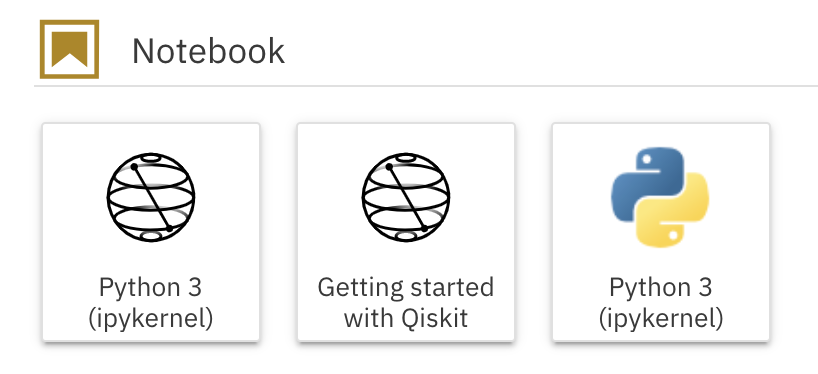 Notebook
Python 3
(ipykernel)
Getting started
with Qiskit
Python 3
(ipykernel)